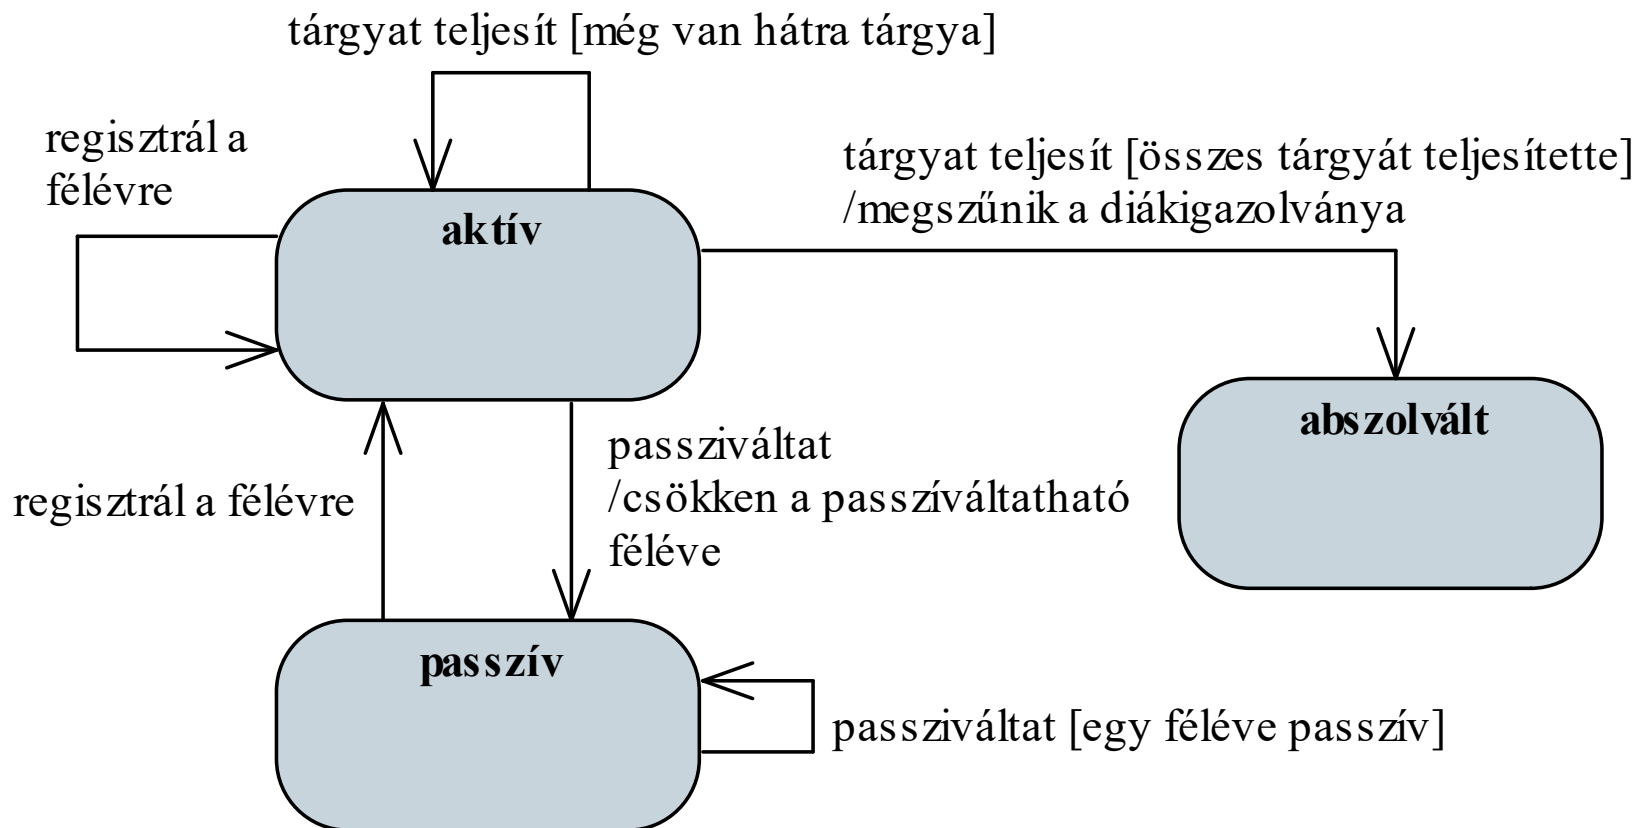 tárgyat teljesít [még van hátra tárgya]
regisztrál a
félévre
tárgyat teljesít [összes tárgyát teljesítette]
/megszűnik a diákigazolványa
aktív
abszolvált
passziváltat
/csökken a passzíváltatható
féléve
regisztrál a félévre
passzív
passziváltat [egy féléve passzív]